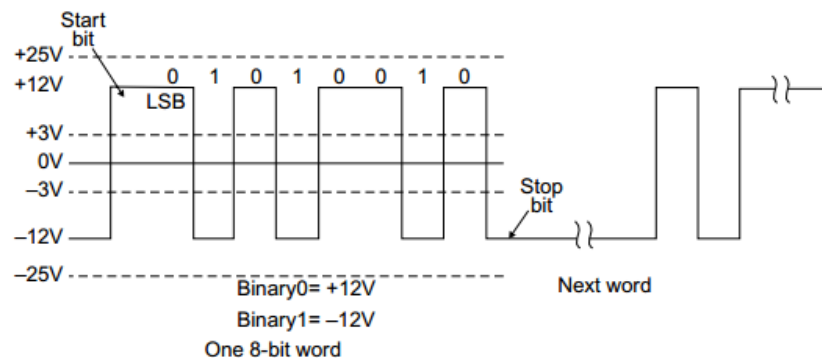 Start
bit
+25V
0 1 0 1 0 0 1 0
+12V
LSB
+3V
0V
–3V
Stop
bit
–12V
–25V
Binary0= +12V
Next word
Binary1= –12V
One 8-bit word